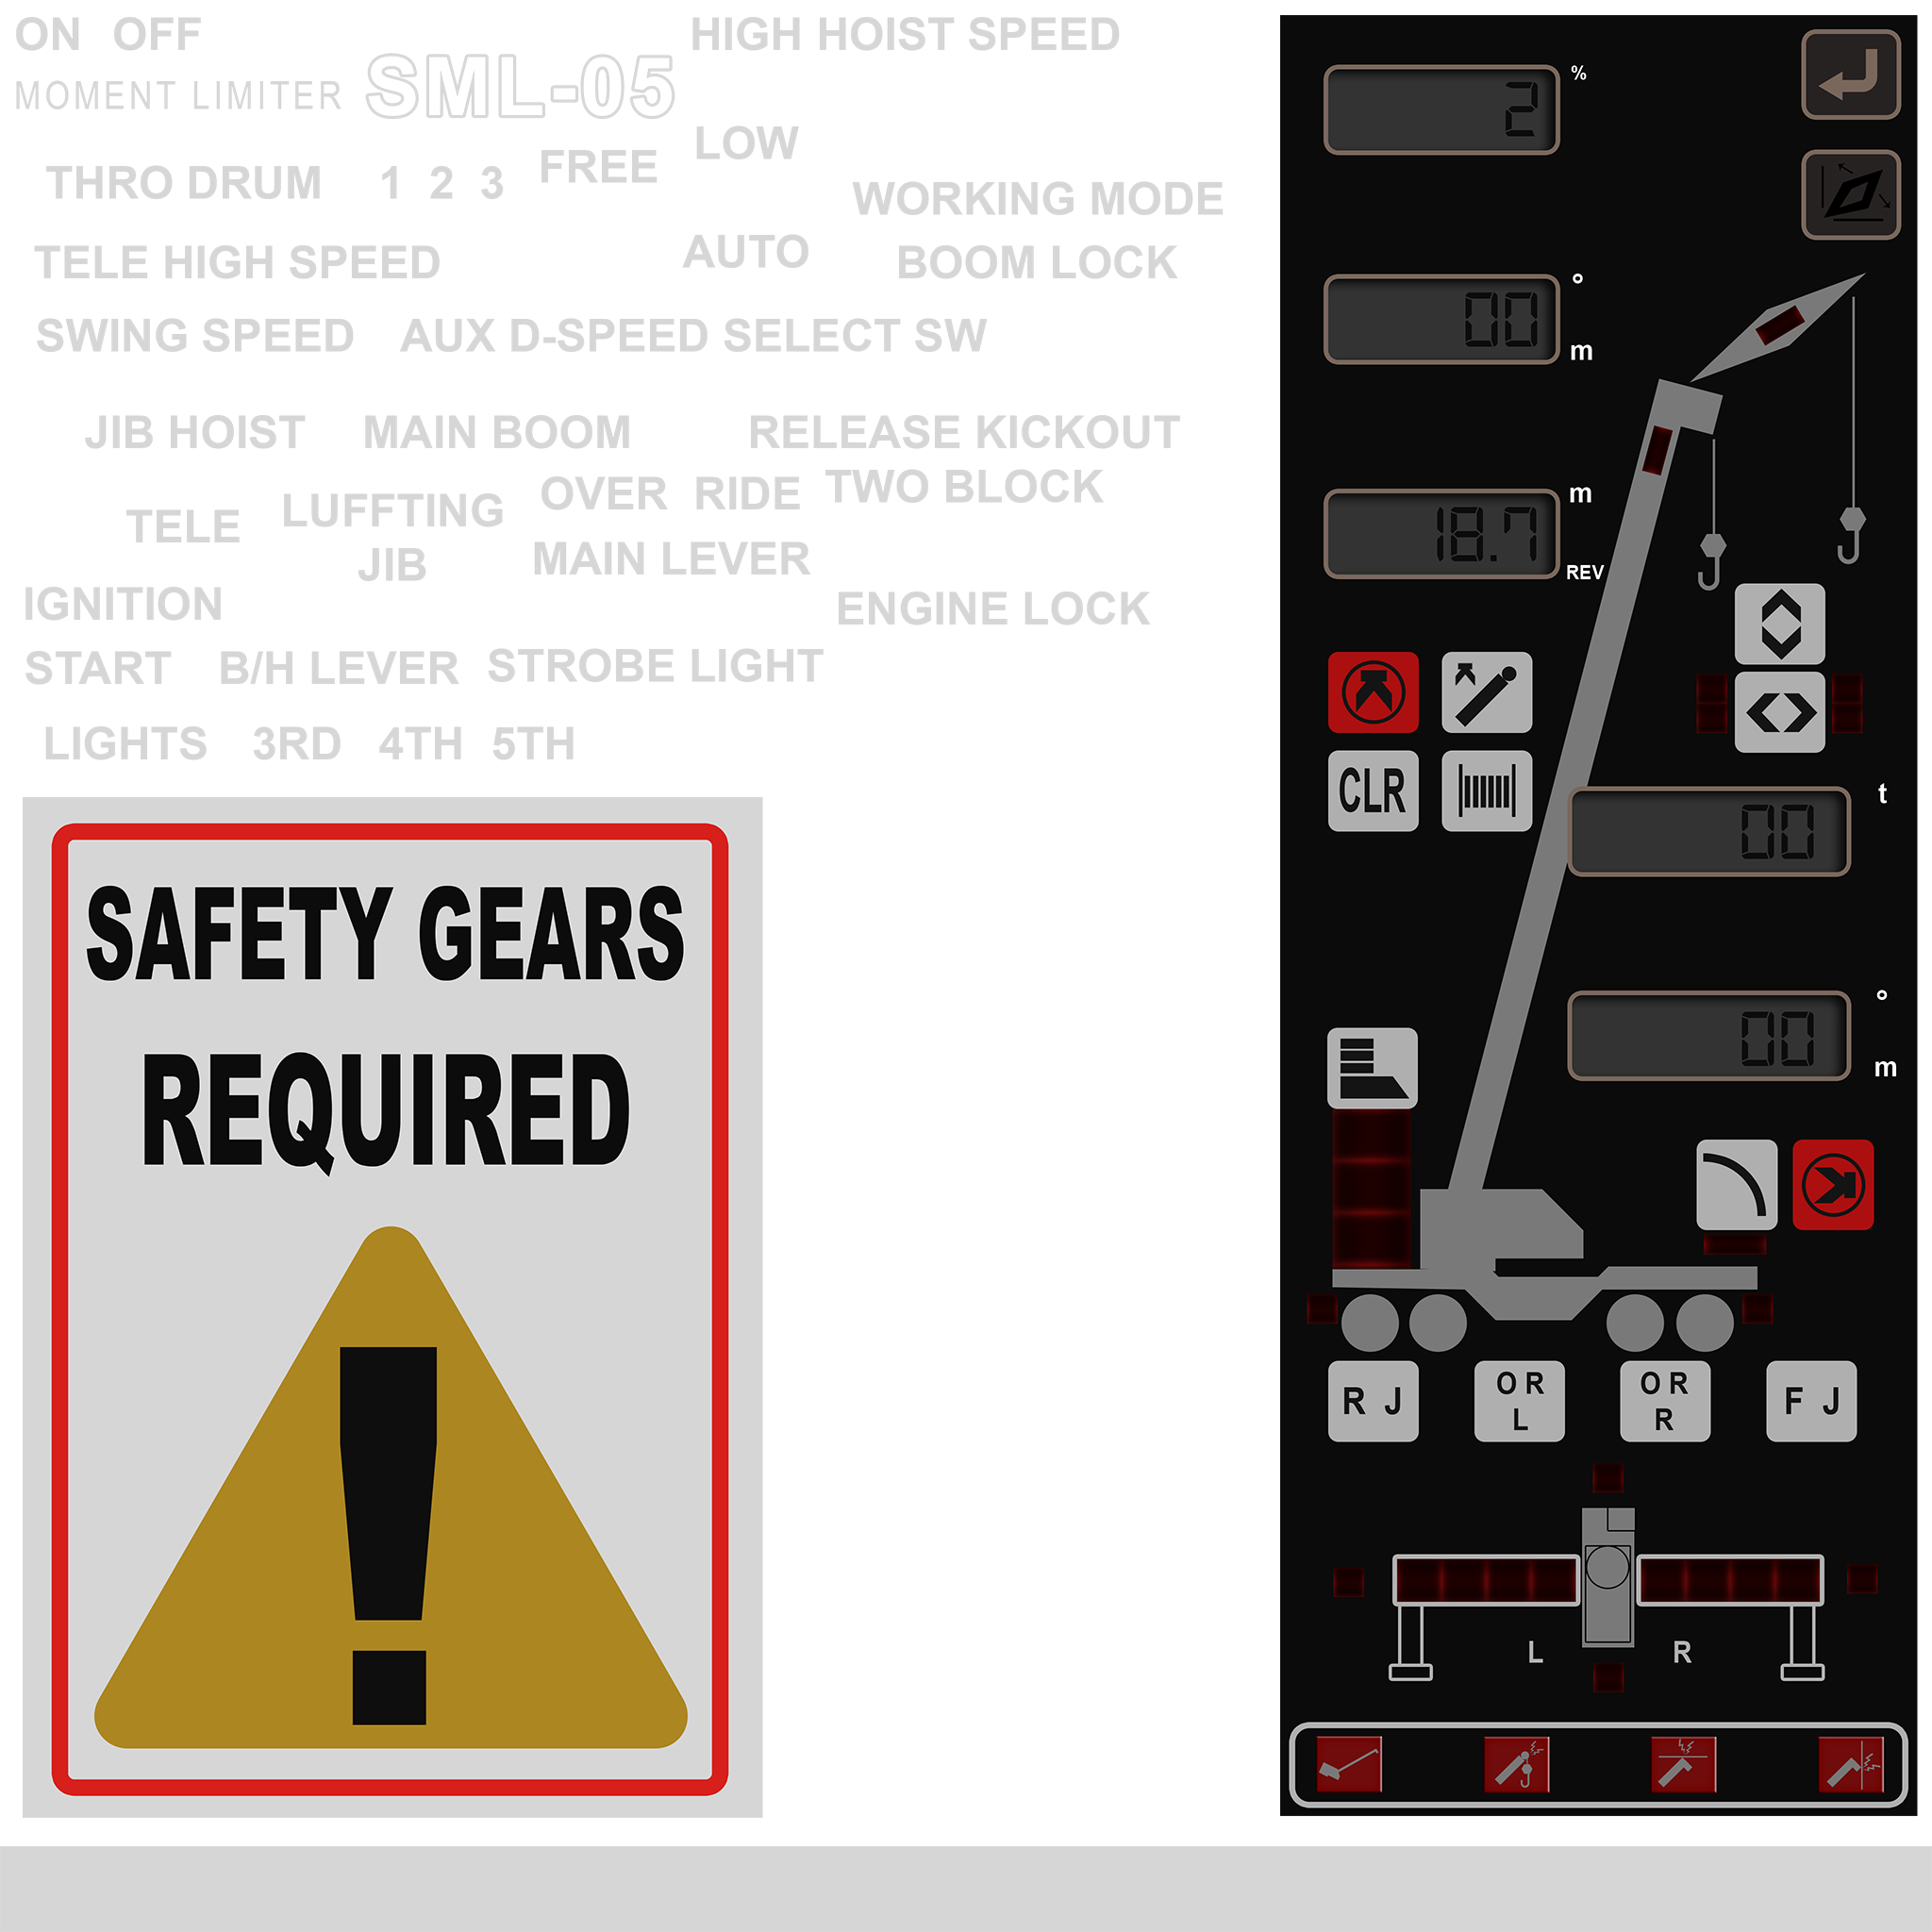 ON OFF
HIGH HOIST SPEED
MOMENT LIMITER SML-05
LOW
THRO DRUM 1 2 3 FREE
WORKING MODE
TELE HIGH SPEED
AUTO
BOOM LOCK
SWING SPEED AUX D-SPEED SELECT SW
JIB HOIST MAIN BOOM RELEASE KICKOUT
OVER RIDE TWO BLOCK
TELE
LUFFTING
JIB
MAIN LEVER
IGNITION
ENGINE LOCK
START B/H LEVER STROBE LIGHT
LIGHTS 3RD 4TH 5TH
SAFETY GEARS
REQUIRED
!
2 %
00 °
m
m
18.7
REV
CLR
00 t
00 °
m
R J
O R
L
O R
R
F J
L R